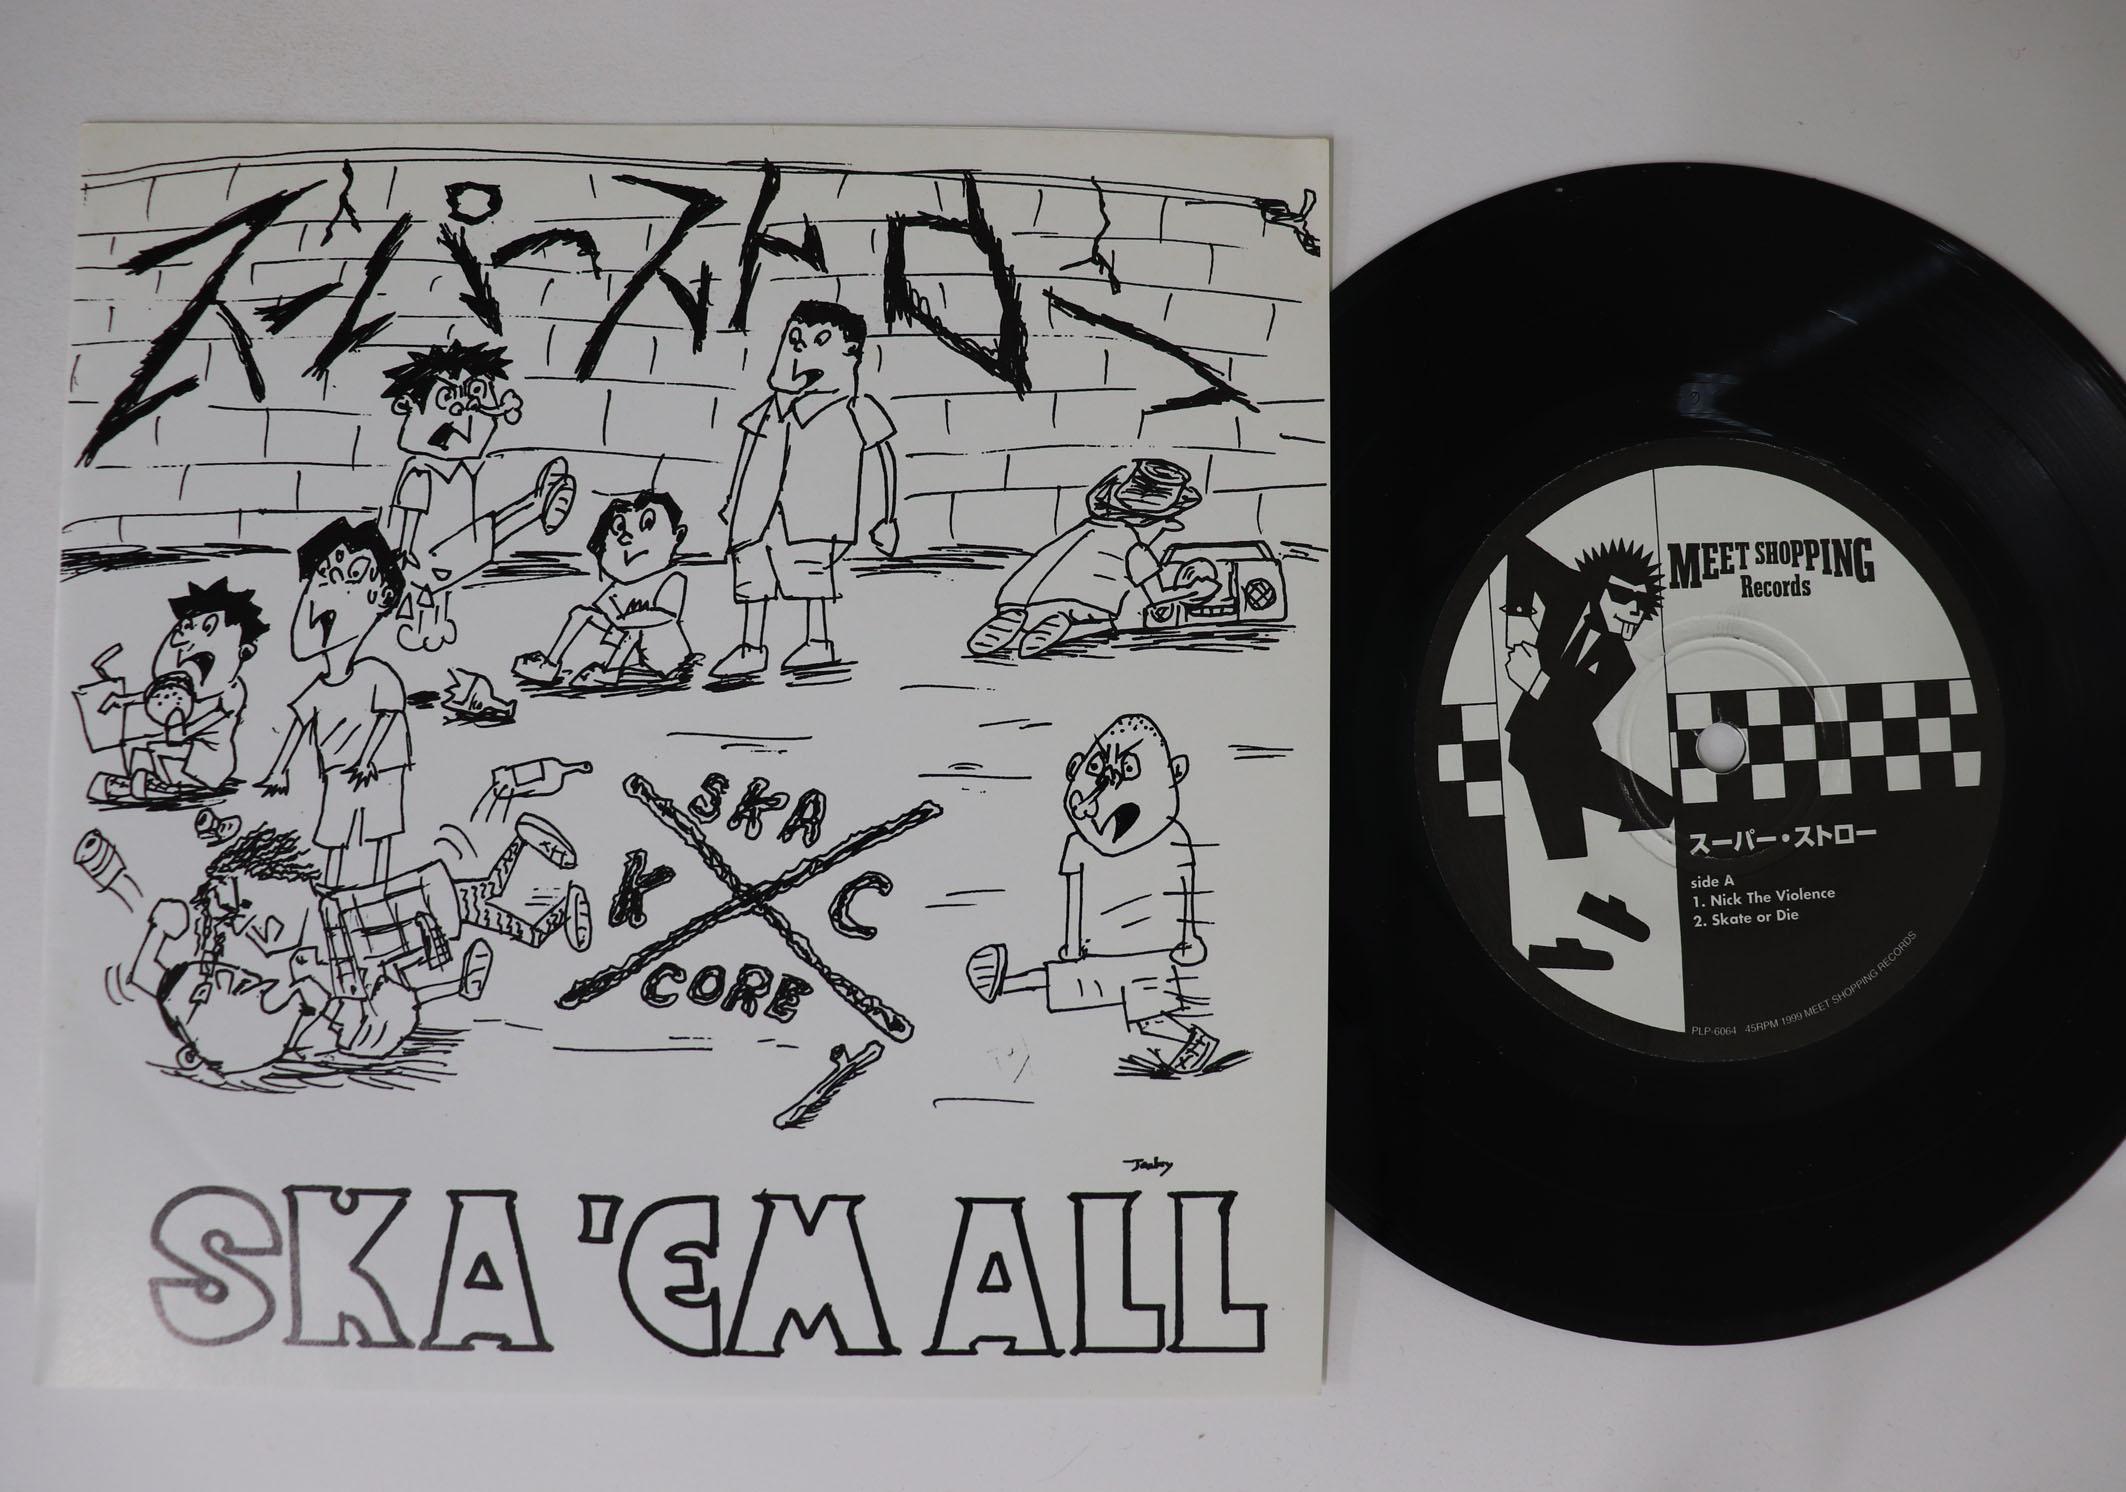 スーパーストロー
SKA
K C
CORE
SKA 'EM ALL
MEET SHOPPING
Records
スーパー・ストロー
side A
1. Nick The Violence
2. Skate or Die
PLP-6064 45RPM 1999 MEET SHOPPING RECORDS